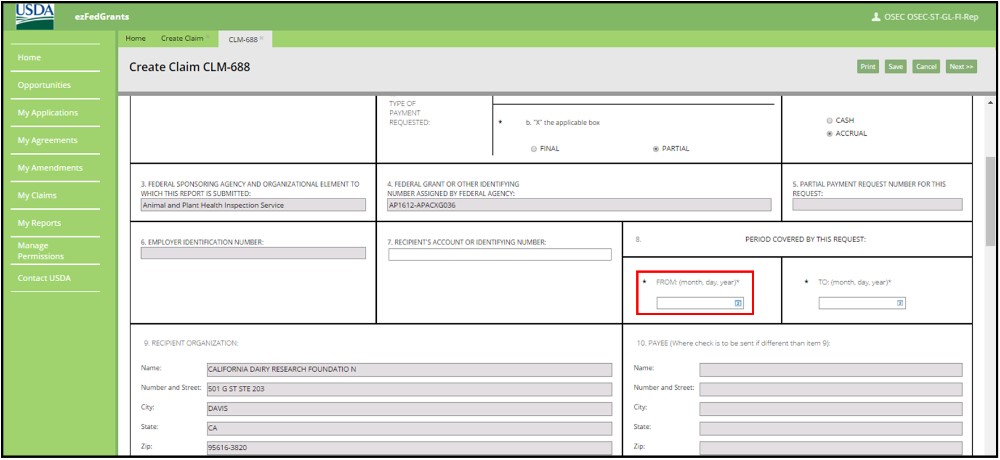 USDA
ezFedGrants
OSEC OSEC-ST-GL-FI-Rep
Home
Create Claim
CLM-688
Home
Opportunities
My Applications
My Agreements
My Amendments
My Claims
My Reports
Manage
Permissions
Contact USDA
Create Claim CLM-688
Print
Save
Cancel
Next >>
TYPE OF
PAYMENT
REQUESTED:
* b. "X" the applicable box
FINAL
PARTIAL
CASH
ACCRUAL
3. FEDERAL SPONSORING AGENCY AND ORGANIZATIONAL ELEMENT TO
WHICH THIS REPORT IS SUBMITTED:
Animal and Plant Health Inspection Service
4. FEDERAL GRANT OR OTHER IDENTIFYING
NUMBER ASSIGNED BY FEDERAL AGENCY:
AP1612-APACXG036
5. PARTIAL PAYMENT REQUEST NUMBER FOR THIS
REQUEST:
6. EMPLOYER IDENTIFICATION NUMBER:
7. RECIPIENT'S ACCOUNT OR IDENTIFYING NUMBER:
8. PERIOD COVERED BY THIS REQUEST:
* FROM: (month, day, year)*
* TO: (month, day, year)*
9. RECIPIENT ORGANIZATION:
Name: CALIFORNIA DAIRY RESEARCH FOUNDATIO N
Number and Street: 501 G ST STE 203
City: DAVIS
State: CA
Zip: 95616-3820
10. PAYEE (Where check is to be sent if different than item 9):
Name:
Number and Street:
City:
State:
Zip: